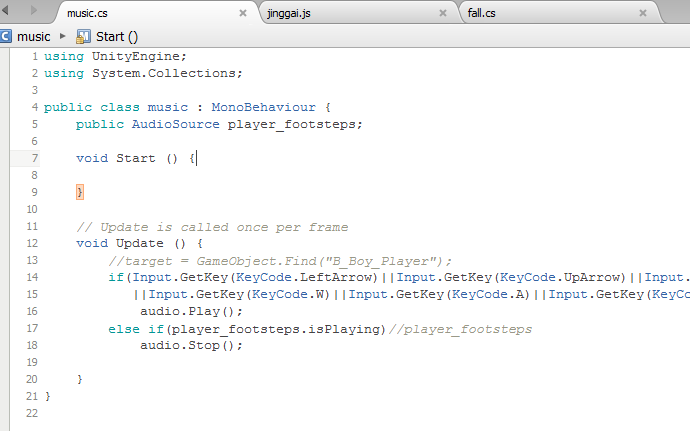 music.cs
jinggai.js
fall.cs
music
Start ()
1 using UnityEngine;
2 using System.Collections;
3
4 public class music : MonoBehaviour {
5 public AudioSource player_footsteps;
6
7 void Start () {
8
9 }
10
11 // Update is called once per frame
12 void Update () {
13 //target = GameObject.Find("B_Boy_Player");
14 if(Input.GetKey(KeyCode.LeftArrow)||Input.GetKey(KeyCode.UpArrow)||Input.
15 ||Input.GetKey(KeyCode.W)||Input.GetKey(KeyCode.A)||Input.GetKey(KeyCo
16 audio.Play();
17 else if(player_footsteps.isPlaying)//player_footsteps
18 audio.Stop();
19
20 }
21 }
22